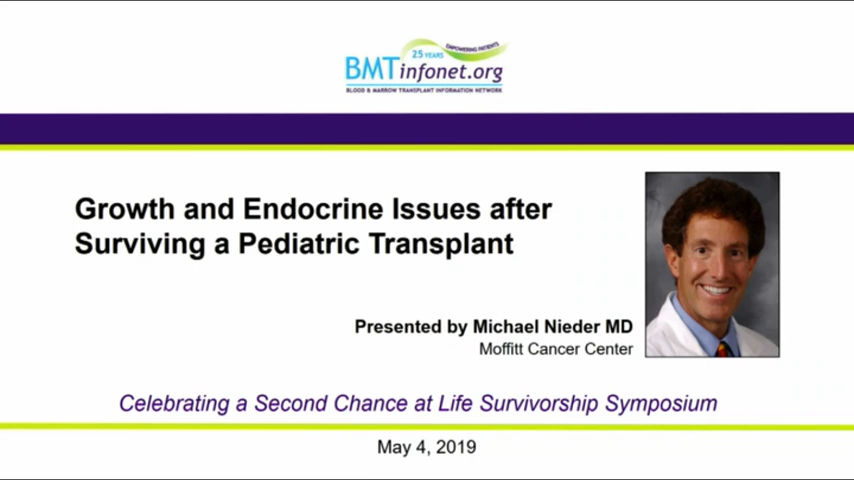 EMPOWERING PATIENTS
25 YEARS
BMTinfonet.org
BLOOD & MARROW TRANSPLANT INFORMATION NETWORK
Growth and Endocrine Issues after
Surviving a Pediatric Transplant
Presented by Michael Nieder MD
Moffitt Cancer Center
Celebrating a Second Chance at Life Survivorship Symposium
May 4, 2019